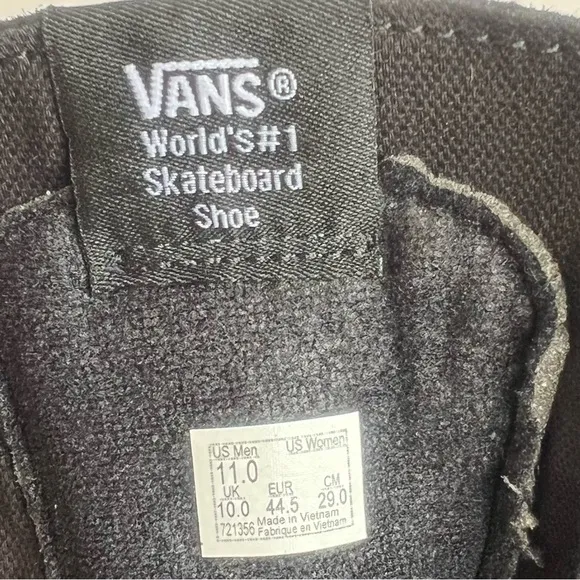 VANS®
World's#1
Skateboard
Shoe
US Men US Women
11.0
UK EUR CM
10.0 44.5 29.0
721356 Made in Vietnam
Fabriqué en Vietnam